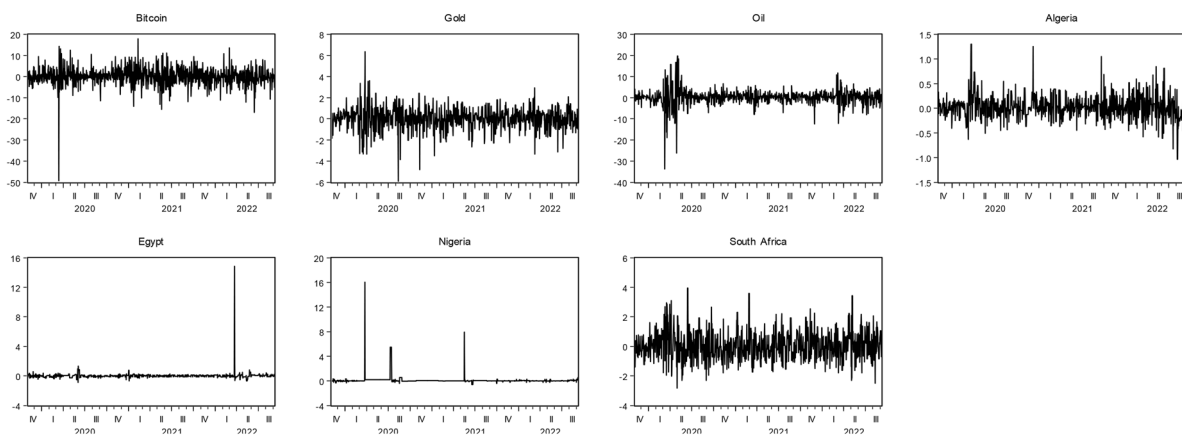 Bitcoin
20
10
0
-10
-20
-30
-40
-50
IV I II III IV I II III IV I II III
2020 2021 2022
Gold
8
6
4
2
0
-2
-4
-6
IV I II III IV I II III IV I II III
2020 2021 2022
Oil
30
20
10
0
-10
-20
-30
-40
IV I II III IV I II III IV I II III
2020 2021 2022
Algeria
1.5
1.0
0.5
0.0
-0.5
-1.0
-1.5
IV I II III IV I II III IV I II III
2020 2021 2022
Egypt
16
12
8
4
0
-4
IV I II III IV I II III IV I II III
2020 2021 2022
Nigeria
20
16
12
8
4
0
-4
IV I II III IV I II III IV I II III
2020 2021 2022
South Africa
6
4
2
0
-2
-4
IV I II III IV I II III IV I II III
2020 2021 2022